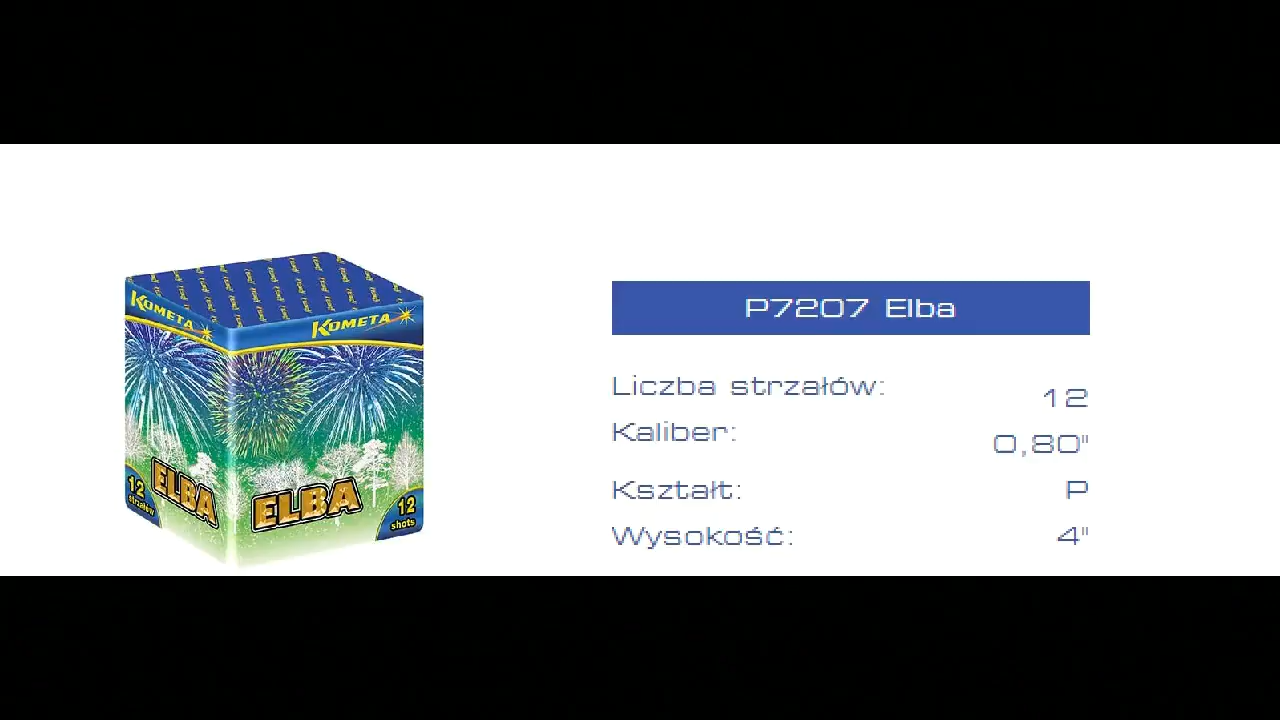 KOMETA
KOMETA
ELBA
ELBA
12
strzałów
12
shots
P7207 Elba
Liczba strzałów: 12
Kaliber: 0,80"
Kształt: P
Wysokość: 4"